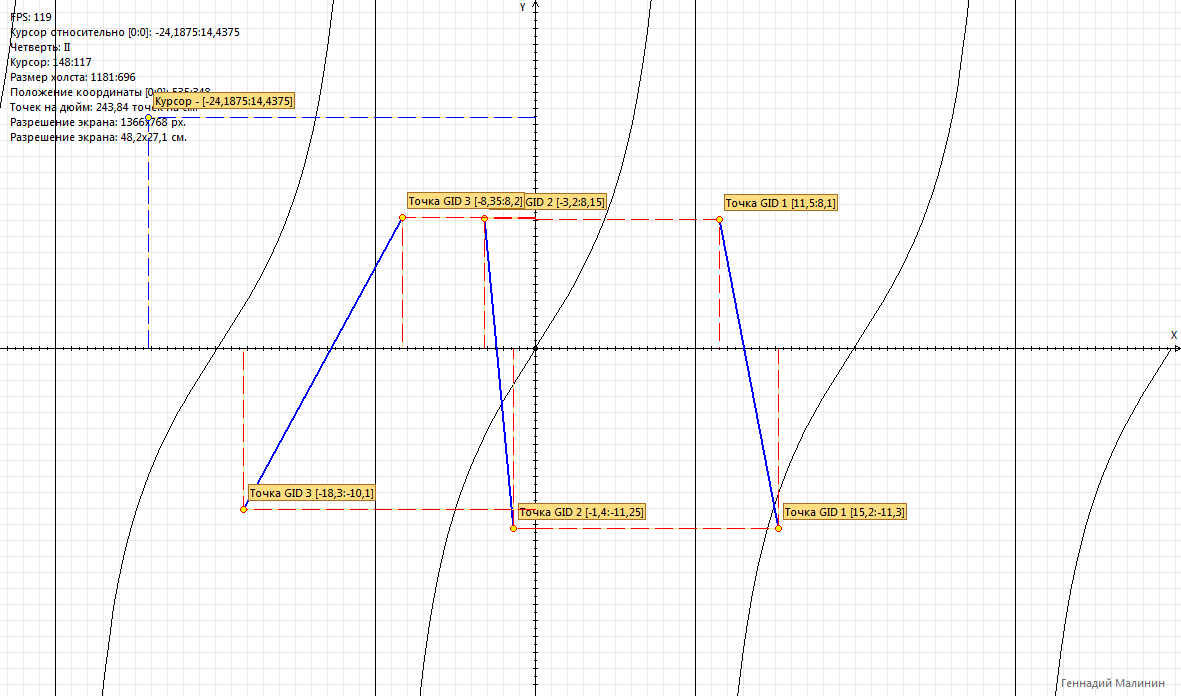 FPS: 119
Курсор относительно [0:0]: -24,1875:14,4375
Четверть: II
Курсор: 148:117
Размер холста: 1181:696
Положение координаты [0:0]: 535:348
Курсор - [-24,1875:14,4375]
Точек на дюйм: 243,84 точек на см.
Разрешение экрана: 1366x768 px.
Разрешение экрана: 48,2x27,1 см.
Y
X
Точка GID 3 [-8,35:8,2]
GID 2 [-3,2:8,15]
Точка GID 1 [11,5:8,1]
Точка GID 3 [-18,3:-10,1]
Точка GID 2 [-1,4:-11,25]
Точка GID 1 [15,2:-11,3]
Геннадий Малинин